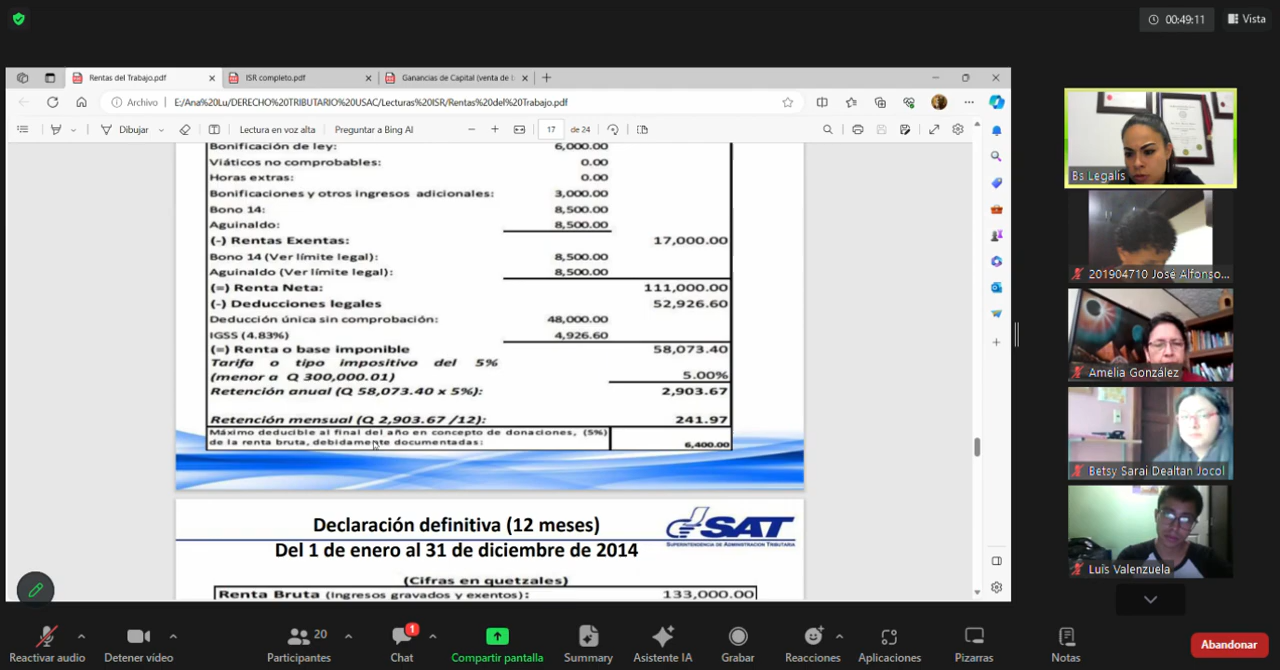 00:49:11 Vista
Rentas del Trabajo.pdf
ISR completo.pdf
Ganancias de Capital (venta de
Archivo E:/Ana%20Lu/DERECHO%20TRIBUTARIO%20USAC/Lecturas%20ISR/Rentas%20del%20Trabajo.pdf
Dibujar Lectura en voz alta Preguntar a Bing AI 17 de 24
Bonificación de ley: 6,000.00
Viáticos no comprobables: 0.00
Horas extras: 0.00
Bonificaciones y otros ingresos adicionales: 3,000.00
Bono 14: 8,500.00
Aguinaldo: 8,500.00
(-) Rentas Exentas: 17,000.00
Bono 14 (Ver límite legal): 8,500.00
Aguinaldo (Ver límite legal): 8,500.00
(=) Renta Neta: 111,000.00
(-) Deducciones legales 52,926.60
Deducción única sin comprobación: 48,000.00
IGSS (4.83%) 4,926.60
(=) Renta o base imponible 58,073.40
Tarifa o tipo impositivo del 5%
(menor a Q 300,000.01) 5.00%
Retención anual (Q 58,073.40 x 5%): 2,903.67
Retención mensual (Q 2,903.67 /12): 241.97
Máximo deducible al final del año en concepto de donaciones, (5%)
de la renta bruta, debidamente documentadas: 6,400.00
Declaración definitiva (12 meses)
Del 1 de enero al 31 de diciembre de 2014
SAT
SUPERINTENDENCIA DE ADMINISTRACION TRIBUTARIA
(Cifras en quetzales)
Renta Bruta (Ingresos gravados y exentos): 133,000.00
Bs Legalis
201904710 José Alfonso...
Amelia González
Betsy Sarai Dealtan Jocol
Luis Valenzuela
Reactivar audio
Detener vídeo
20
Participantes
1
Chat
Compartir pantalla
Summary
Asistente IA
Grabar
Reacciones
Aplicaciones
Pizarras
Notas
Abandonar